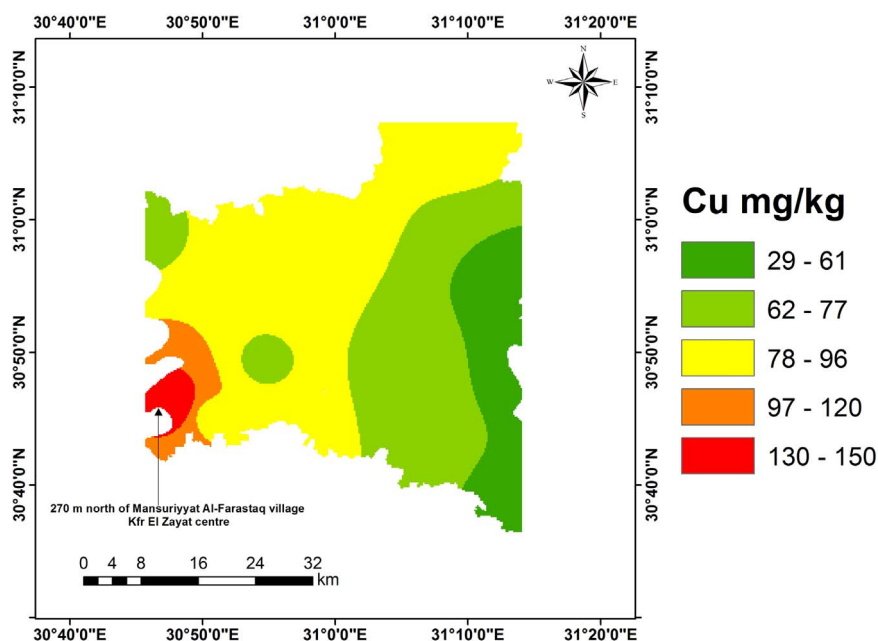 30°40'0"E 30°50'0"E 31°0'0"E 31°10'0"E 31°20'0"E
N
W E
S
31°10'0"N 31°10'0"N
31°0'0"N 31°0'0"N
30°50'0"N 30°50'0"N
30°40'0"N 30°40'0"N
270 m north of Mansuriyyat Al-Farastaq village
Kfr El Zayat centre
0 4 8 16 24 32
km
30°40'0"E 30°50'0"E 31°0'0"E 31°10'0"E 31°20'0"E
Cu mg/kg
29 - 61
62 - 77
78 - 96
97 - 120
130 - 150